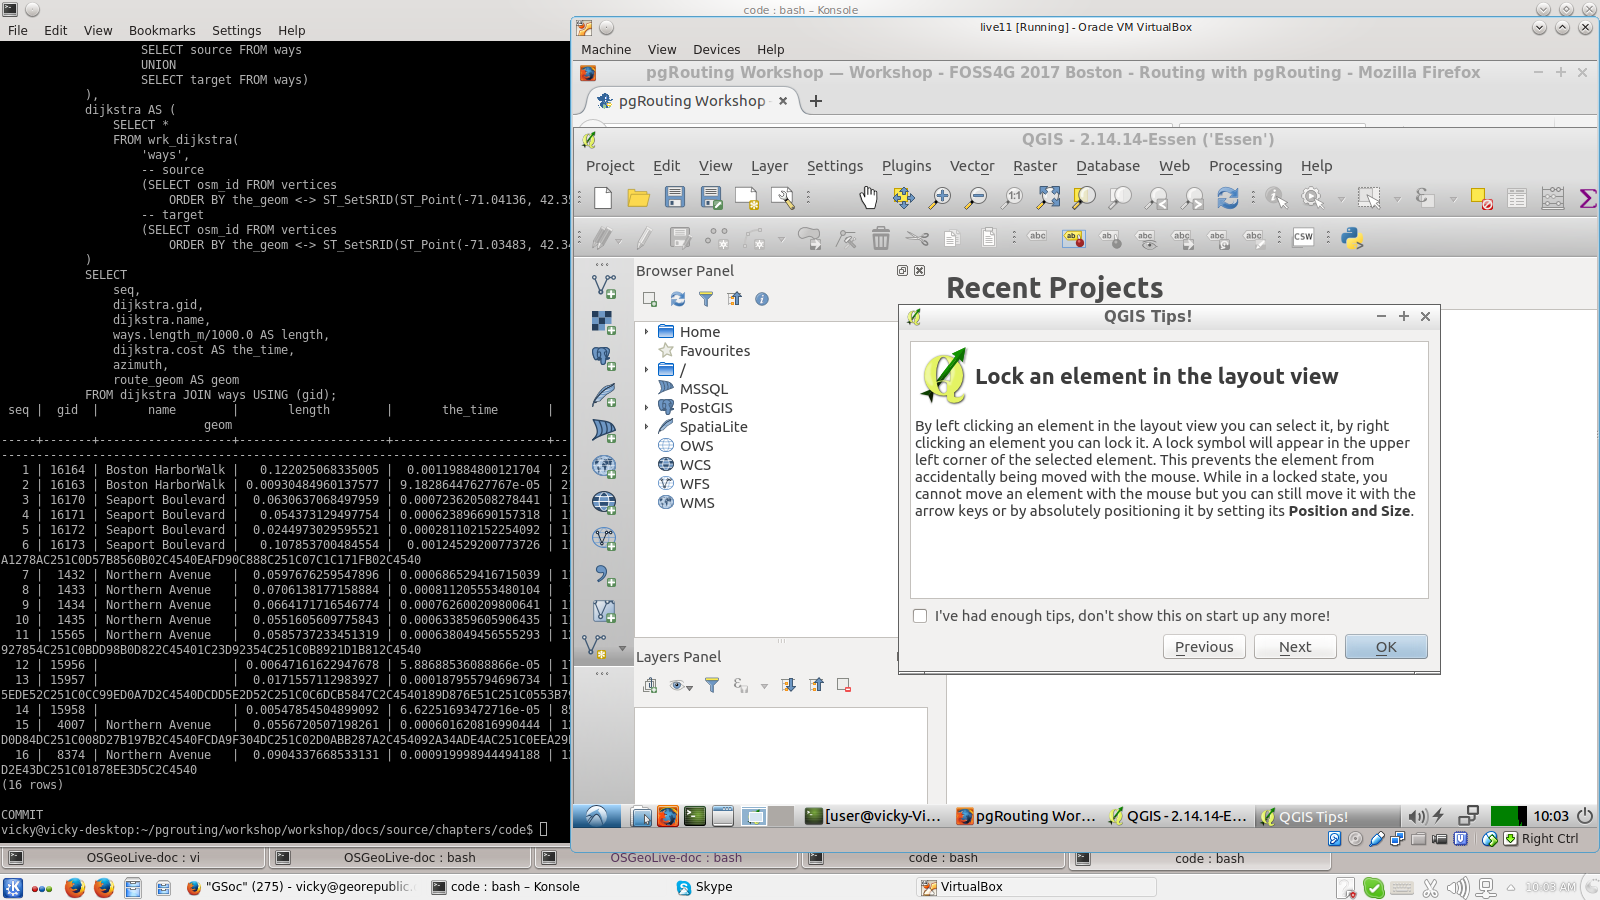 code : bash – Konsole
File Edit View Bookmarks Settings Help
SELECT source FROM ways
UNION
SELECT target FROM ways)
),
dijkstra AS (
SELECT *
FROM wrk_dijkstra(
'ways',
-- source
(SELECT osm_id FROM vertices
ORDER BY the_geom <-> ST_SetSRID(ST_Point(-71.04136, 42.35
-- target
(SELECT osm_id FROM vertices
ORDER BY the_geom <-> ST_SetSRID(ST_Point(-71.03483, 42.34
)
SELECT
seq,
dijkstra.gid,
dijkstra.name,
ways.length_m/1000.0 AS length,
dijkstra.cost AS the_time,
azimuth,
route_geom AS geom
FROM dijkstra JOIN ways USING (gid);
seq | gid | name | length | the_time |
geom
-----+-------+--------------------+---------------------+----------------------+--
1 | 16164 | Boston HarborWalk | 0.122025068335005 | 0.00119884800121704 | 2
2 | 16163 | Boston HarborWalk | 0.00930484960137577 | 9.18286447627767e-05 | 2
3 | 16170 | Seaport Boulevard | 0.0630637068497959 | 0.000723620508278441 | 1
4 | 16171 | Seaport Boulevard | 0.054373129497754 | 0.000623896690157318 | 1
5 | 16172 | Seaport Boulevard | 0.0244973029595521 | 0.000281102152254092 | 1
6 | 16173 | Seaport Boulevard | 0.107853700484554 | 0.00124529200773726 | 1
A1278AC251C0D57B8560B02C4540EAFD90C888C251C07C1C171FB02C4540
7 | 1432 | Northern Avenue | 0.0597676259547896 | 0.000686529416715039 | 1
8 | 1433 | Northern Avenue | 0.0706138177158884 | 0.000811205553480104 |
9 | 1434 | Northern Avenue | 0.0664171716546774 | 0.000762600209800641 | 1
10 | 1435 | Northern Avenue | 0.0551605609775843 | 0.000633859605906435 | 1
11 | 15565 | Northern Avenue | 0.0585737233451319 | 0.000638049456555293 | 1
927854C251C0BDD98B0D822C45401C23D92354C251C0B8921D1B812C4540
12 | 15956 | | 0.00647161622947678 | 5.88688536088866e-05 | 1
13 | 15957 | | 0.0171557112983927 | 0.000187955794696734 | 1
5EDE52C251C0CC99ED0A7D2C4540DCDD5E2D52C251C0C6DCB5847C2C4540189D876E51C251C0553B79
14 | 15958 | | 0.00547854504899092 | 6.62251693472716e-05 | 8
15 | 4007 | Northern Avenue | 0.0556720507198261 | 0.000601620816990444 | 1
D0D84DC251C008D27B197B2C4540FCDA9F304DC251C02D0ABB287A2C454092A34ADE4AC251C0EEA29
16 | 8374 | Northern Avenue | 0.0904337668533131 | 0.000919998944494188 | 1
D2E43DC251C01878EE3D5C2C4540
(16 rows)
COMMIT
vicky@vicky-desktop:~/pgrouting/workshop/workshop/docs/source/chapters/code$
live11 [Running] - Oracle VM VirtualBox
Machine View Devices Help
pgRouting Workshop — Workshop - FOSS4G 2017 Boston - Routing with pgRouting - Mozilla Firefox
pgRouting Workshop
QGIS - 2.14.14-Essen ('Essen')
Project Edit View Layer Settings Plugins Vector Raster Database Web Processing Help
Browser Panel
Home
Favourites
/
MSSQL
PostGIS
SpatiaLite
OWS
WCS
WFS
WMS
Layers Panel
Recent Projects
QGIS Tips!
Lock an element in the layout view
By left clicking an element in the layout view you can select it, by right
clicking an element you can lock it. A lock symbol will appear in the upper
left corner of the selected element. This prevents the element from
accidentally being moved with the mouse. While in a locked state, you
cannot move an element with the mouse but you can still move it with the
arrow keys or by absolutely positioning it by setting its Position and Size.
I've had enough tips, don't show this on start up any more!
Previous Next OK
[user@vicky-Vi... pgRouting Wor... QGIS - 2.14.14-E... QGIS Tips! 10:03
Right Ctrl
OSGeoLive-doc : vi OSGeoLive-doc : bash OSGeoLive-doc : bash code : bash code : bash
"GSoc" (275) - vicky@georepublic. code : bash – Konsole Skype VirtualBox 10:03 AM